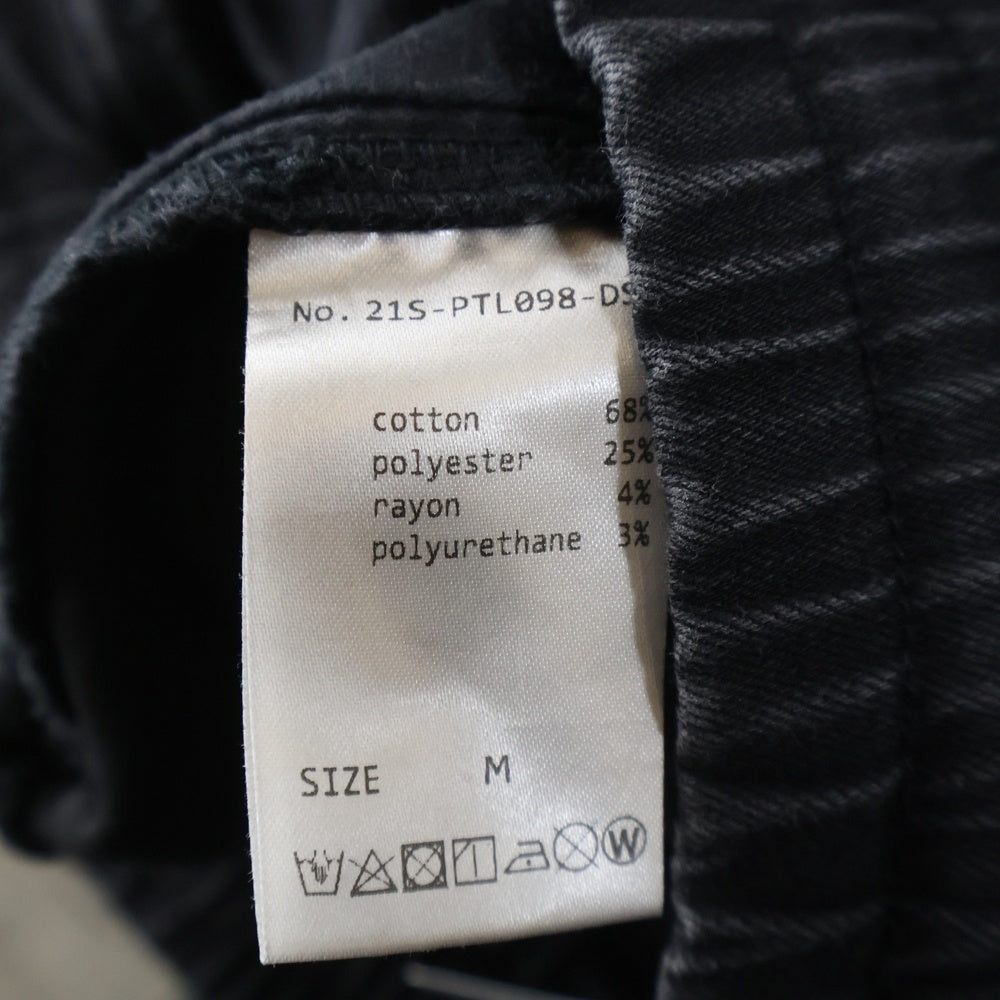 No. 21S-PTL098-DS
cotton 68%
polyester 25%
rayon 4%
polyurethane 3%
SIZE M
W